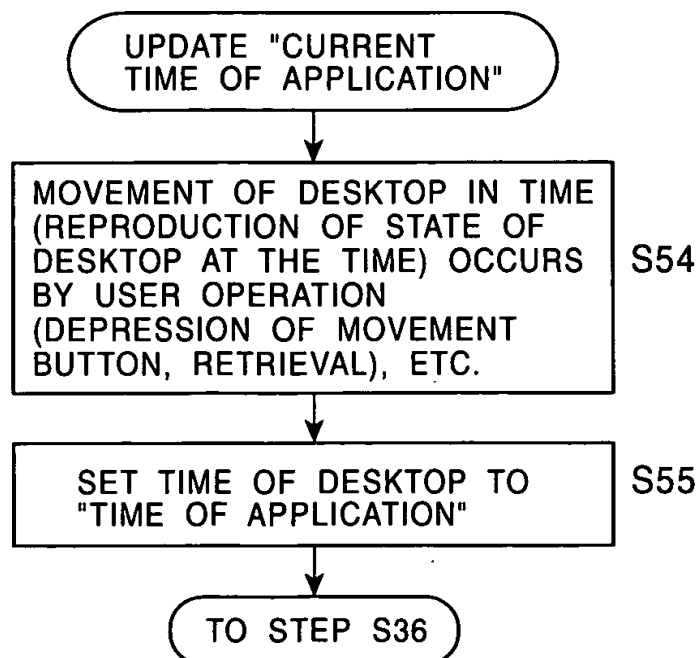 UPDATE "CURRENT
TIME OF APPLICATION"
MOVEMENT OF DESKTOP IN TIME
(REPRODUCTION OF STATE OF
DESKTOP AT THE TIME) OCCURS
BY USER OPERATION
(DEPRESSION OF MOVEMENT
BUTTON, RETRIEVAL), ETC.
S54
SET TIME OF DESKTOP TO
"TIME OF APPLICATION"
S55
TO STEP S36